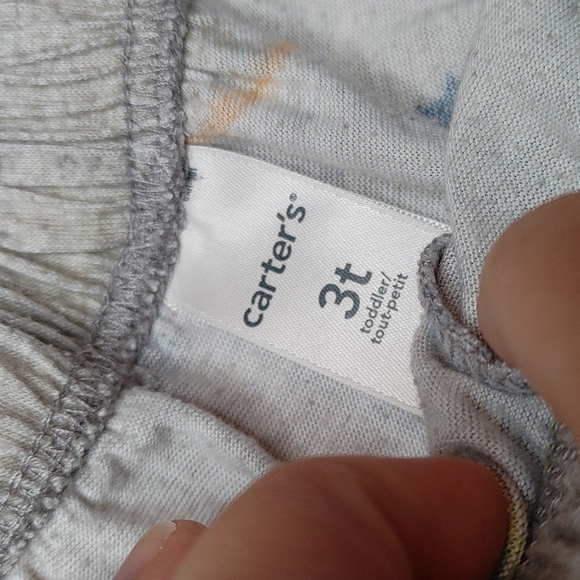 carter's®
3t
toddler/
tout-petit